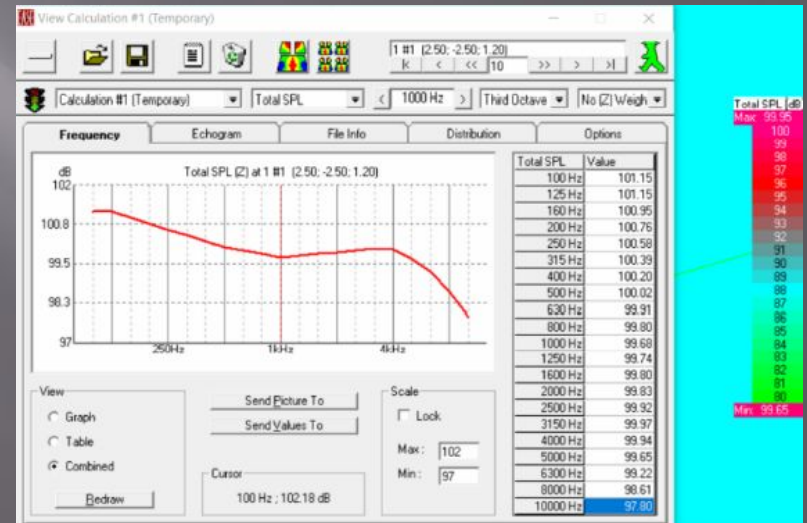 View Calculation #1 (Temporary)
1 #1 (2.50; -2.50; 1.20)
10
Calculation #1 (Temporary) Total SPL 1000 Hz Third Octave No (Z) Weigh
Frequency Echogram File Info Distribution Options
dB Total SPL (Z) at 1 #1 (2.50; -2.50; 1.20)
102
100.8
99.5
98.3
97
250Hz 1kHz 4kHz
Total SPL Value
100 Hz 101.15
125 Hz 101.15
160 Hz 100.95
200 Hz 100.76
250 Hz 100.58
315 Hz 100.39
400 Hz 100.20
500 Hz 100.02
630 Hz 99.91
800 Hz 99.80
1000 Hz 99.68
1250 Hz 99.74
1600 Hz 99.80
2000 Hz 99.83
2500 Hz 99.92
3150 Hz 99.97
4000 Hz 99.94
5000 Hz 99.65
6300 Hz 99.22
8000 Hz 98.61
10000 Hz 97.80
View
Graph
Table
Combined
Redraw
Send Picture To
Send Values To
Cursor
100 Hz ; 102.18 dB
Scale
Lock
Max : 102
Min : 97
Total SPL [dB
Max: 99.95
100
99
98
97
96
95
94
93
92
91
90
89
88
87
86
85
84
83
82
81
80
Min: 99.65